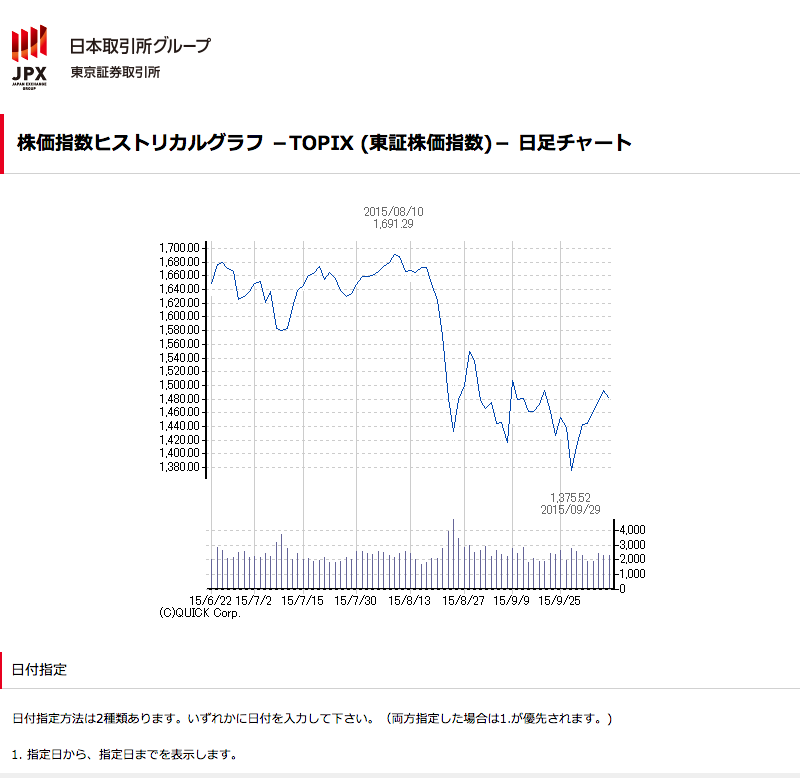 JPX
JAPAN EXCHANGE
GROUP
日本取引所グループ
東京証券取引所
株価指数ヒストリカルグラフ －TOPIX (東証株価指数)－ 日足チャート
2015/08/10
1,691.29
1,700.00
1,680.00
1,660.00
1,640.00
1,620.00
1,600.00
1,580.00
1,560.00
1,540.00
1,520.00
1,500.00
1,480.00
1,460.00
1,440.00
1,420.00
1,400.00
1,380.00
1,375.52
2015/09/29
4,000
3,000
2,000
1,000
0
15/6/22 15/7/2 15/7/15 15/7/30 15/8/13 15/8/27 15/9/9 15/9/25
(C)QUICK Corp.
日付指定
日付指定方法は2種類あります。いずれかに日付を入力して下さい。（両方指定した場合は1.が優先されます。)
1. 指定日から、指定日までを表示します。